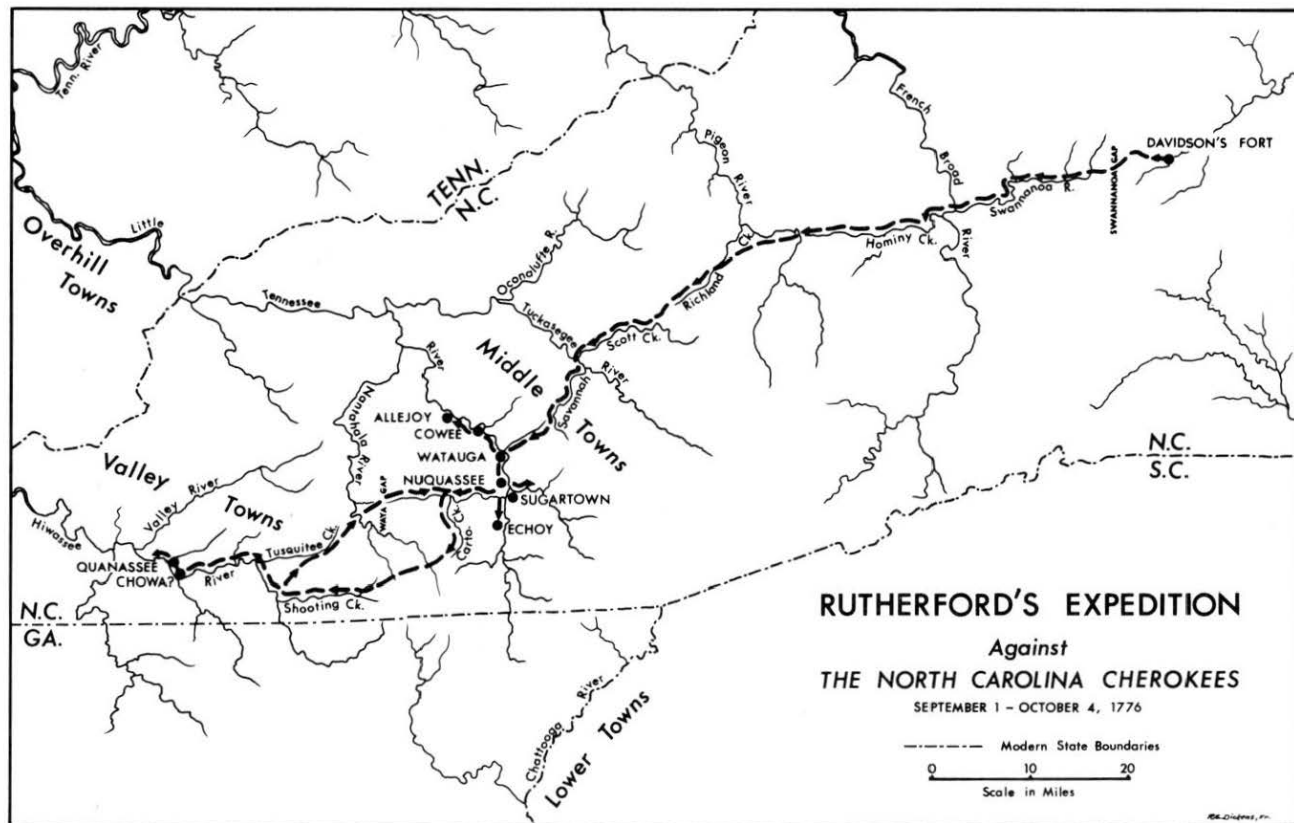 Tenn. River
French
Broad
River
Pigeon
River
DAVIDSON'S FORT
SWANNANOA GAP
Swannanoa R.
TENN.
N.C.
Little
Overhill
Towns
Hominy Ck.
Oconolufte R.
Richland
Ck.
Tennessee
Tuckasegee
River
Scott Ck.
River
Middle
Towns
Savannah
Nantahala River
ALLEJOY
COWEE
WATAUGA
NUQUASSEE
SUGARTOWN
ECHOY
N.C.
S.C.
Valley
Towns
Valley River
WAYA GAP
Carto. Ck.
Hiwassee
River
Tusquitee Ck.
QUANASSEE
CHOWA?
Shooting Ck.
N.C.
GA.
Chattooga River
Lower Towns
RUTHERFORD'S EXPEDITION
Against
THE NORTH CAROLINA CHEROKEES
SEPTEMBER 1 – OCTOBER 4, 1776
Modern State Boundaries
0 10 20
Scale in Miles